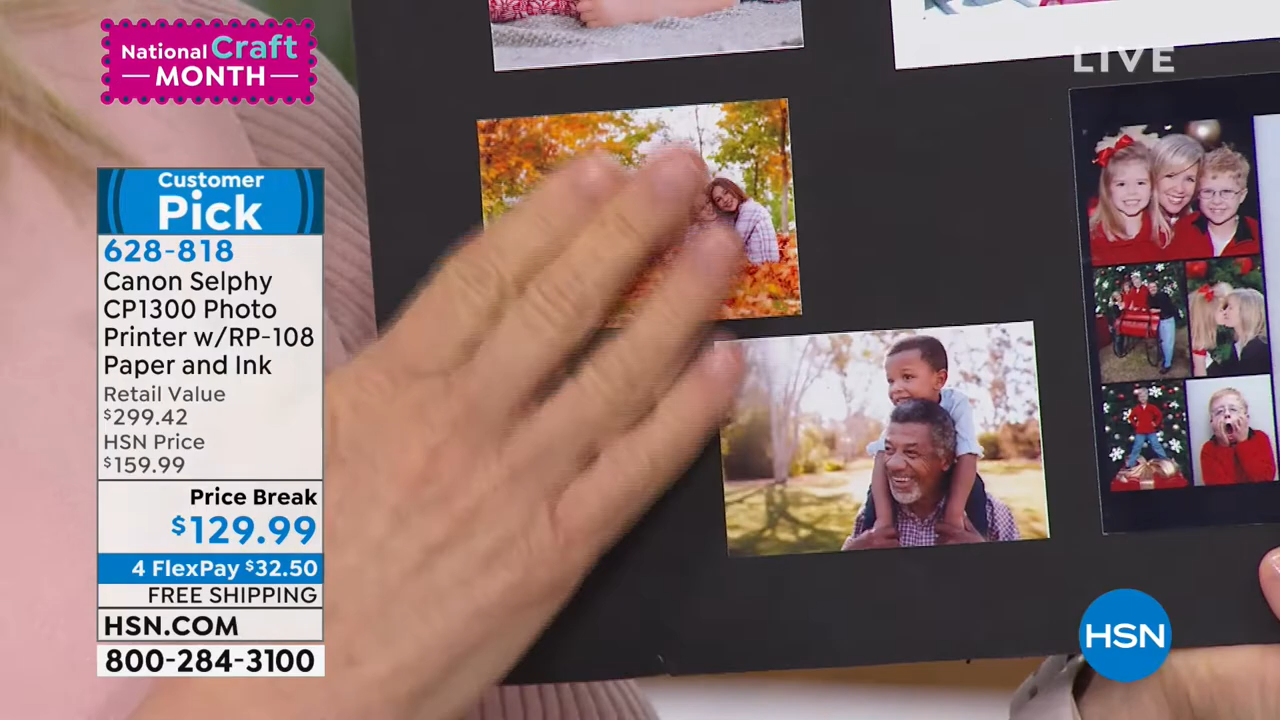 National Craft
MONTH
LIVE
Customer
Pick
628-818
Canon Selphy
CP1300 Photo
Printer w/RP-108
Paper and Ink
Retail Value
$299.42
HSN Price
$159.99
Price Break
$129.99
4 FlexPay $32.50
FREE SHIPPING
HSN.COM
800-284-3100
HSN